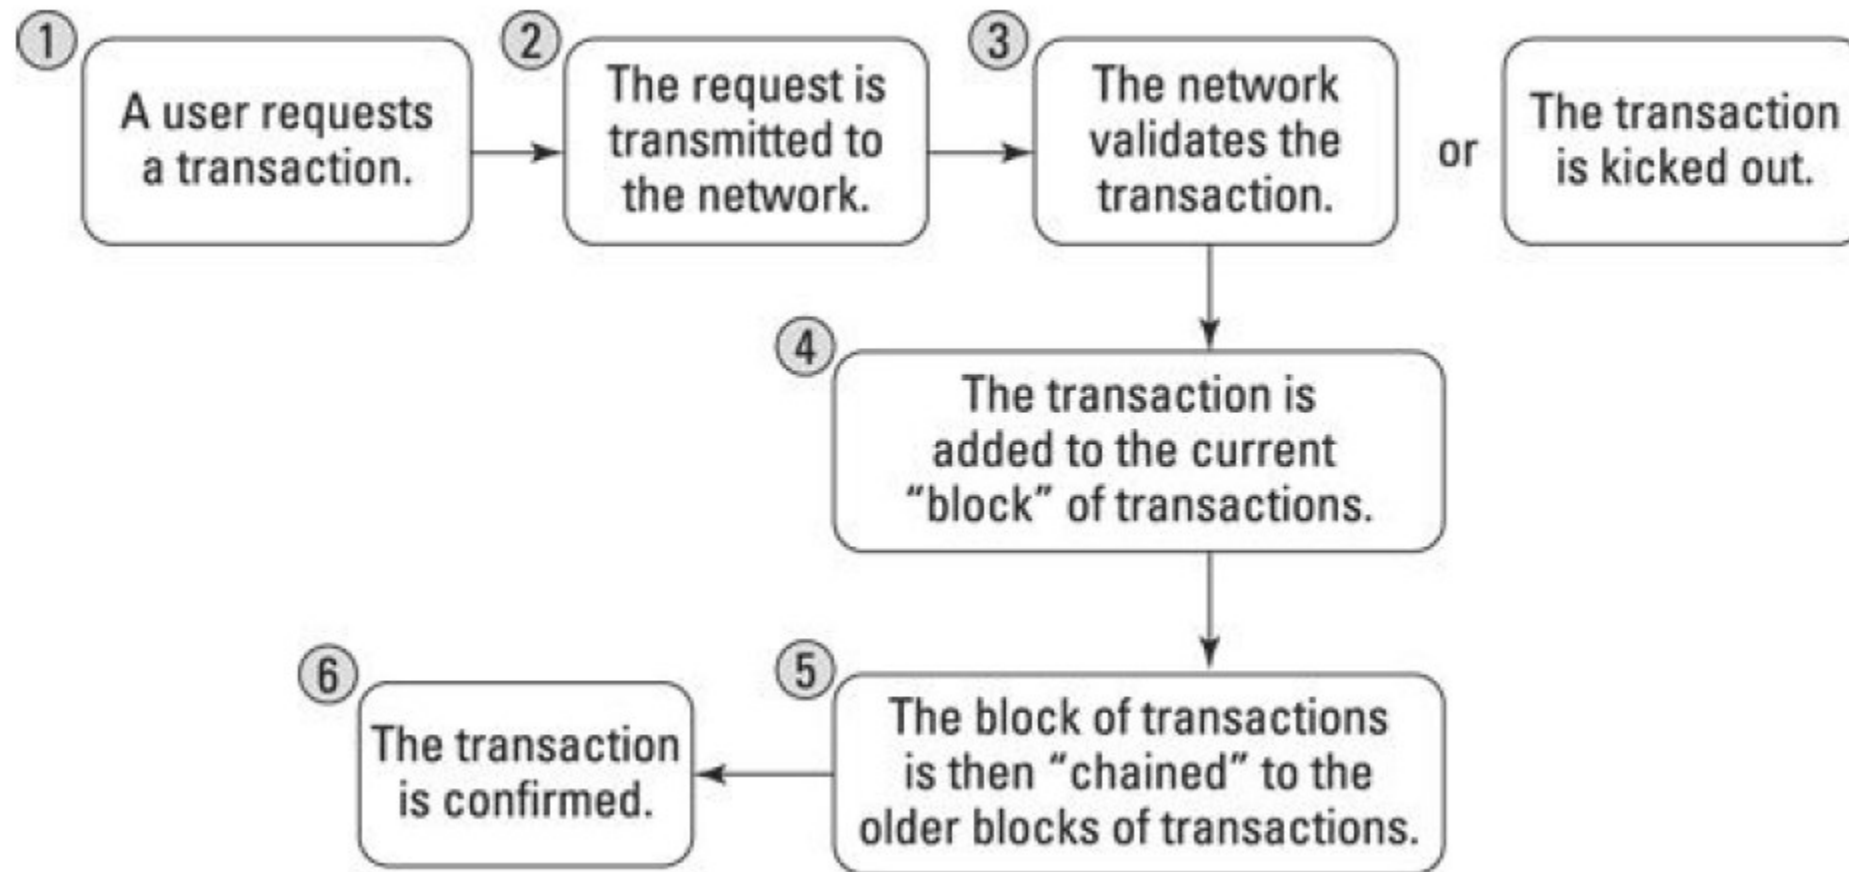 1
A user requests
a transaction.
2
The request is
transmitted to
the network.
3
The network
validates the
transaction.
or
The transaction
is kicked out.
4
The transaction is
added to the current
“block” of transactions.
5
The block of transactions
is then “chained” to the
older blocks of transactions.
6
The transaction
is confirmed.